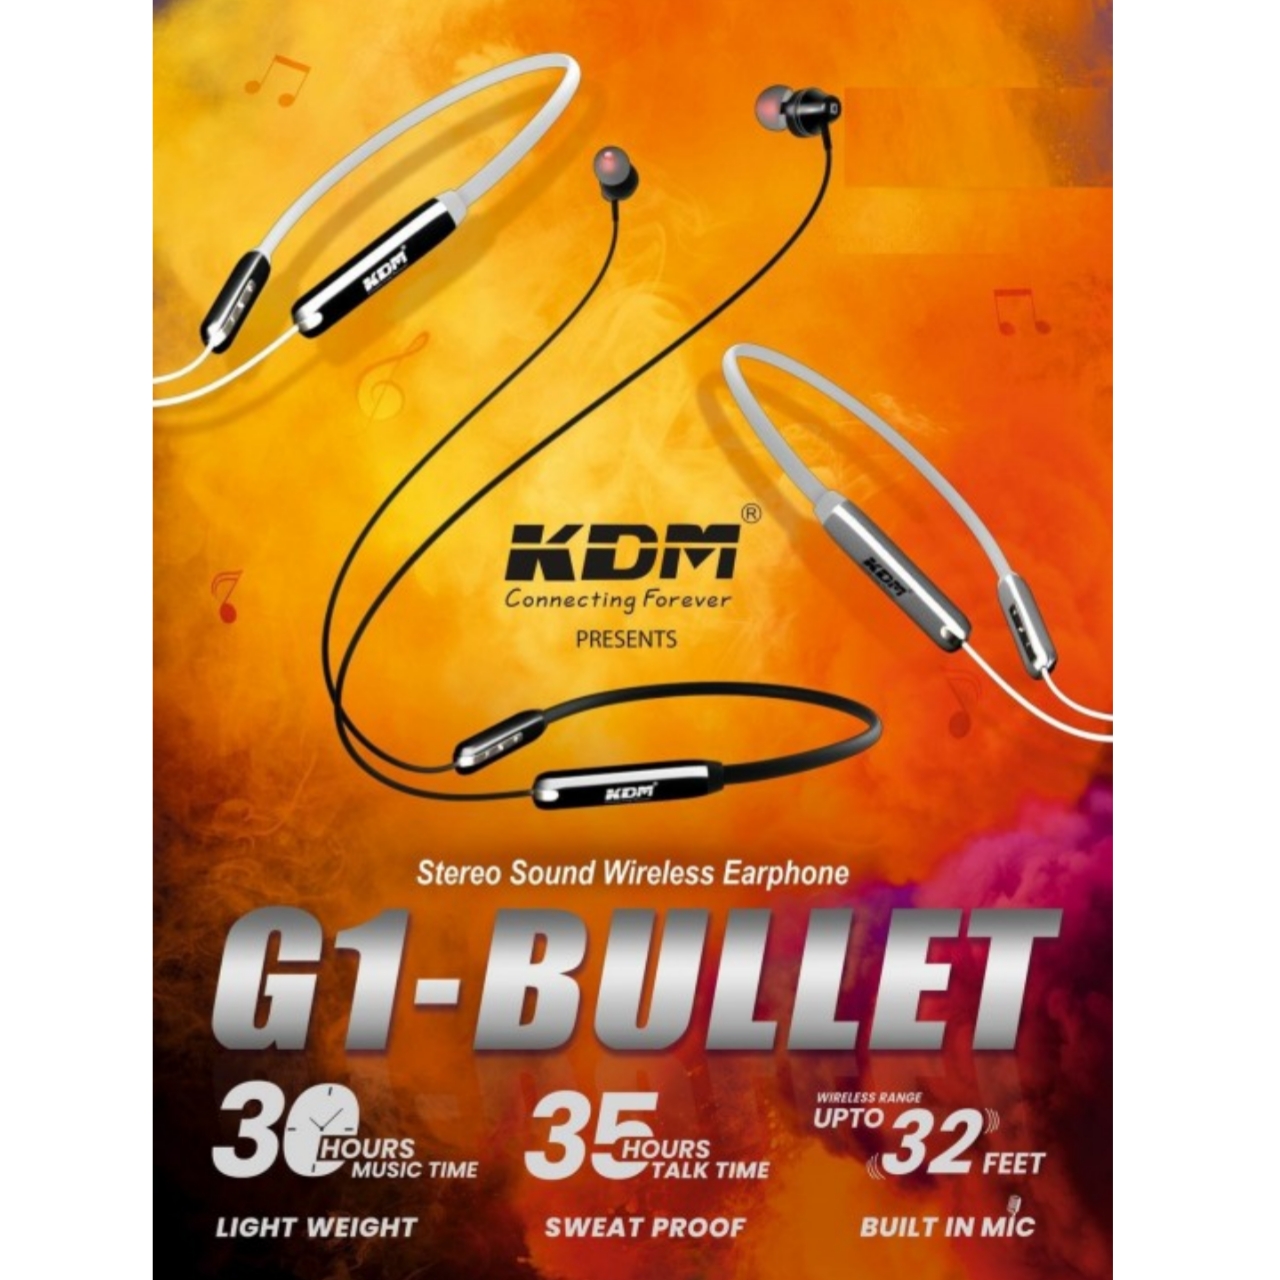 KDM
KDM
KDM®
Connecting Forever
PRESENTS
KDM
Stereo Sound Wireless Earphone
G1-BULLET
30 HOURS MUSIC TIME
35 HOURS TALK TIME
WIRELESS RANGE
UPTO 32 FEET
LIGHT WEIGHT
SWEAT PROOF
BUILT IN MIC